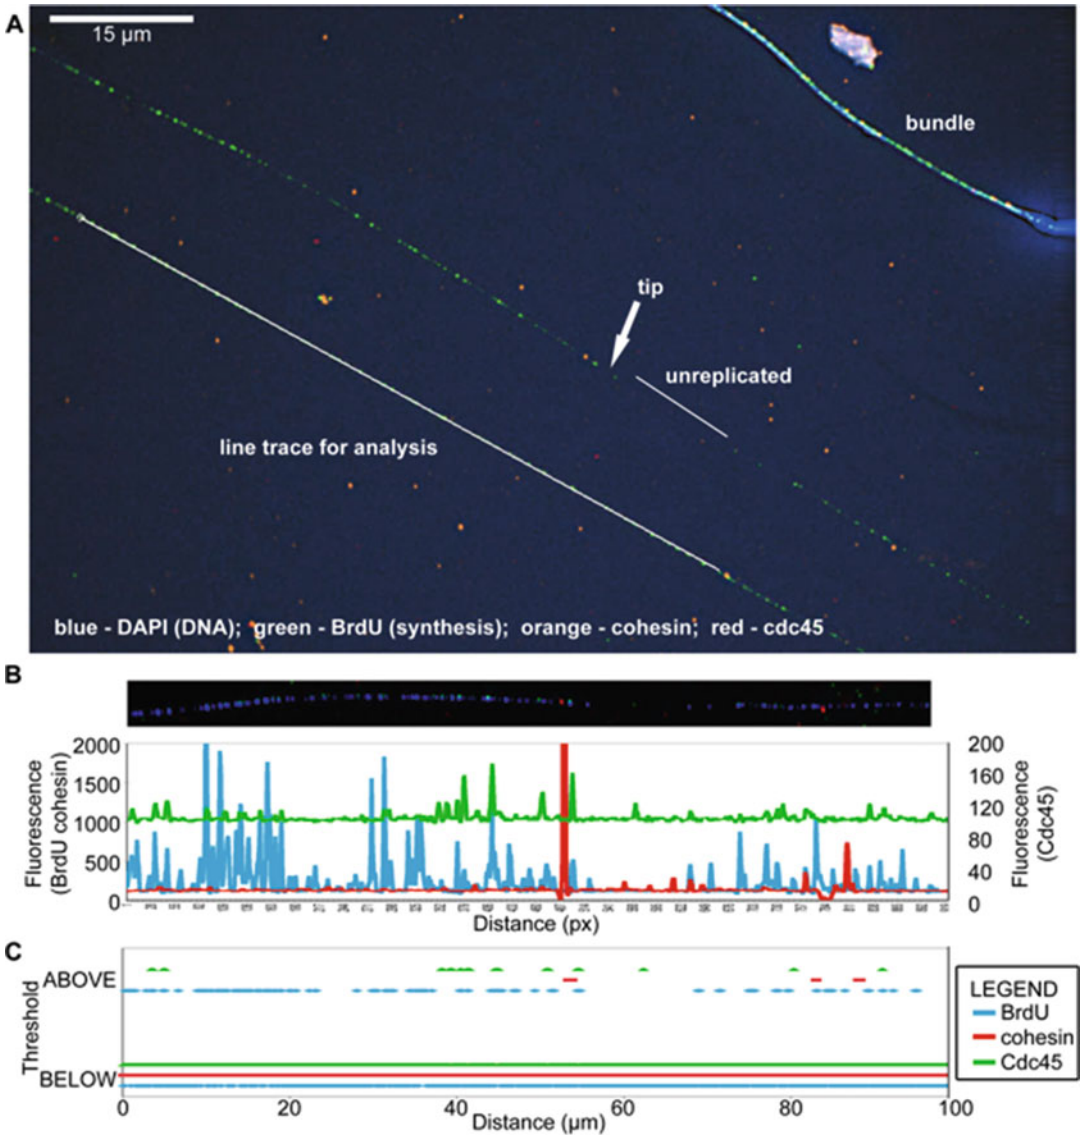 A
15 μm
bundle
tip
unreplicated
line trace for analysis
blue - DAPI (DNA); green - BrdU (synthesis); orange - cohesin; red - cdc45
B
Fluorescence
(BrdU cohesin)
2000
1500
1000
500
0
200
160
120
80
40
0
Fluorescence
(Cdc45)
Distance (px)
C
Threshold
ABOVE
BELOW
0 20 40 60 80 100
Distance (μm)
LEGEND
BrdU
cohesin
Cdc45